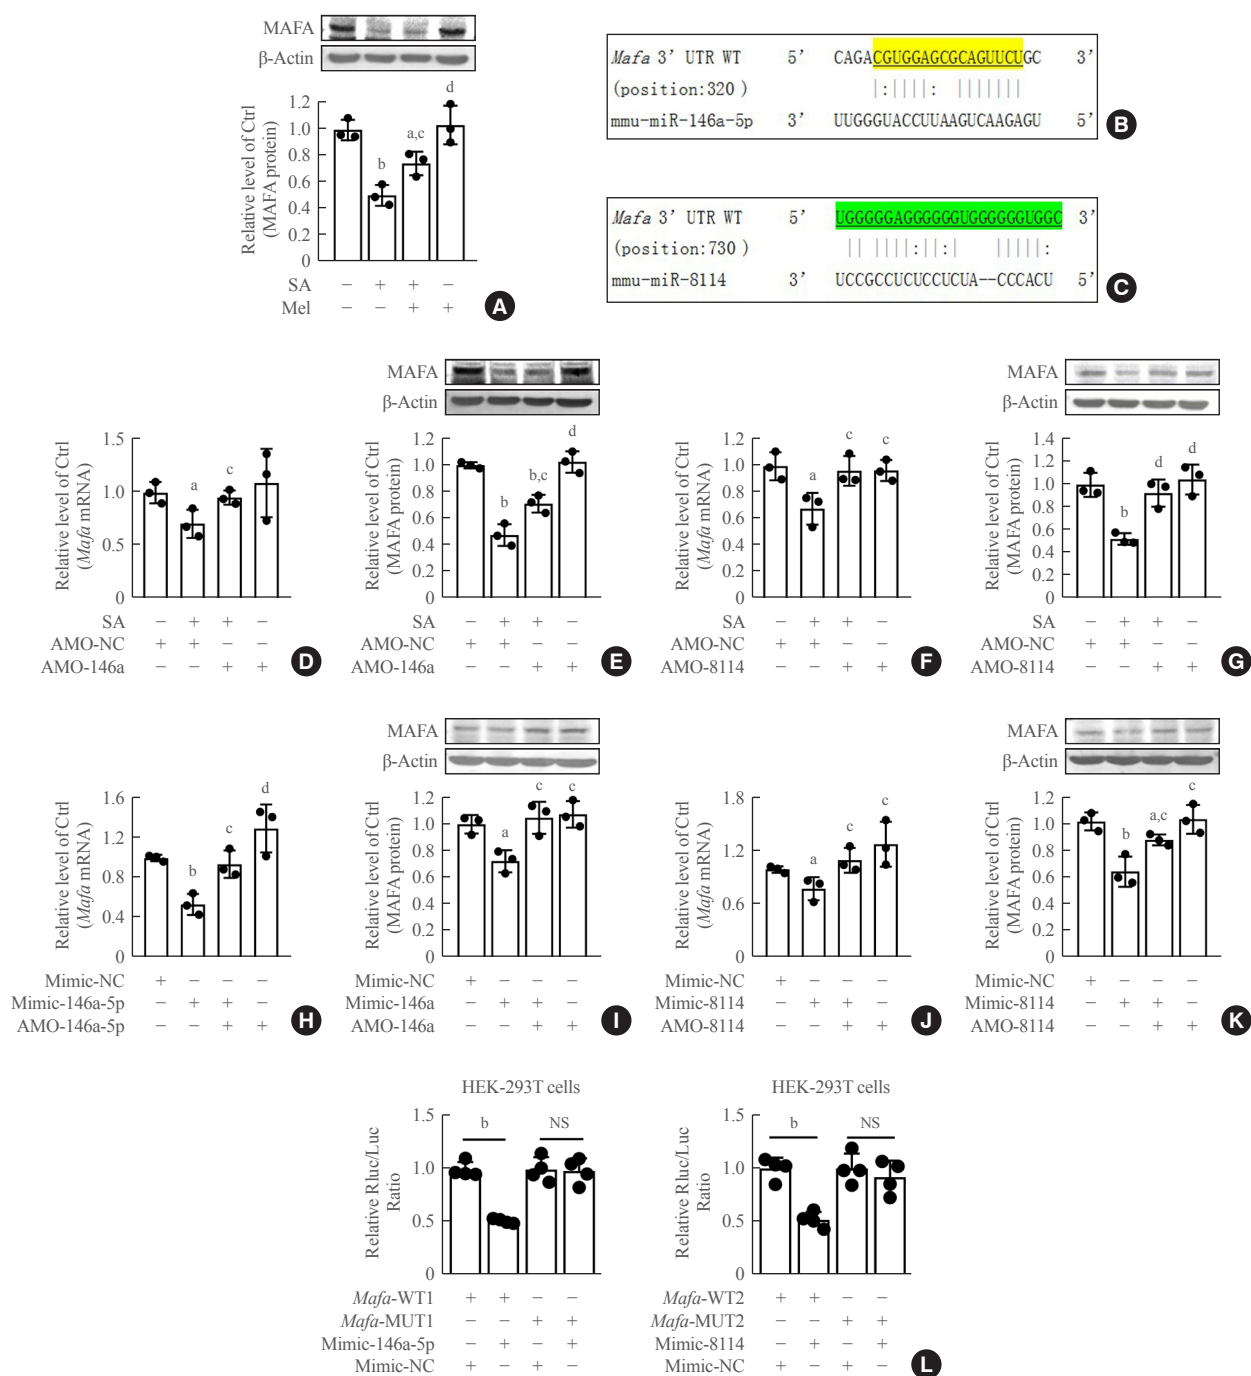 MAFA
β-Actin
Relative level of Ctrl
(MAFA protein)
1.2
1.0
0.8
0.6
0.4
0.2
0
b
a,c
d
SA − + + −
Mel − − + +
A
Mafa 3' UTR WT 5' CAGACGUGGAGCGCAGUUCUGC 3'
(position:320) |:||||: |||||||
mmu-miR-146a-5p 3' UUGGGUACCUUAAGUCAAGAGU 5'
B
Mafa 3' UTR WT 5' UGGGGGAGGGGGGUGGGGGGUGGC 3'
(position:730) || ||||:||:| |||||:
mmu-miR-8114 3' UCCGCCUCUCCUCUA--CCCACU 5'
C
Relative level of Ctrl
(Mafa mRNA)
1.5
1.0
0.5
0
a
c
SA − + + −
AMO-NC + + − −
AMO-146a − − + +
D
MAFA
β-Actin
Relative level of Ctrl
(MAFA protein)
1.2
1.0
0.8
0.6
0.4
0.2
0
b
b,c
d
SA − + + −
AMO-NC + + − −
AMO-146a − − + +
E
Relative level of Ctrl
(Mafa mRNA)
1.2
1.0
0.8
0.6
0.4
0.2
0
a
c
c
SA − + + −
AMO-NC + + − −
AMO-8114 − − + +
F
MAFA
β-Actin
Relative level of Ctrl
(MAFA protein)
1.4
1.2
1.0
0.8
0.6
0.4
0.2
0
b
d
d
SA − + + −
AMO-NC + + − −
AMO-8114 − − + +
G
Relative level of Ctrl
(Mafa mRNA)
1.6
1.2
0.8
0.4
0
b
c
d
Mimic-NC + − − −
Mimic-146a-5p − + + −
AMO-146a-5p − − + +
H
MAFA
β-Actin
Relative level of Ctrl
(MAFA protein)
1.2
1.0
0.8
0.6
0.4
0.2
0
a
c
c
Mimic-NC + − − −
Mimic-146a − + + −
AMO-146a − − + +
I
Relative level of Ctrl
(Mafa mRNA)
1.8
1.2
0.6
0
a
c
c
Mimic-NC + − − −
Mimic-8114 − + + −
AMO-8114 − − + +
J
MAFA
β-Actin
Relative level of Ctrl
(MAFA protein)
1.2
1.0
0.8
0.6
0.4
0.2
0
b
a,c
c
Mimic-NC + − − −
Mimic-8114 − + + −
AMO-8114 − − + +
K
HEK-293T cells
Relative Rluc/Luc
Ratio
1.5
1.0
0.5
0
b
NS
Mafa-WT1 + + − −
Mafa-MUT1 − − + +
Mimic-146a-5p − + − +
Mimic-NC + − + −
HEK-293T cells
Relative Rluc/Luc
Ratio
1.5
1.0
0.5
0
b
NS
Mafa-WT2 + + − −
Mafa-MUT2 − − + +
Mimic-8114 − + − +
Mimic-NC + − + −
L